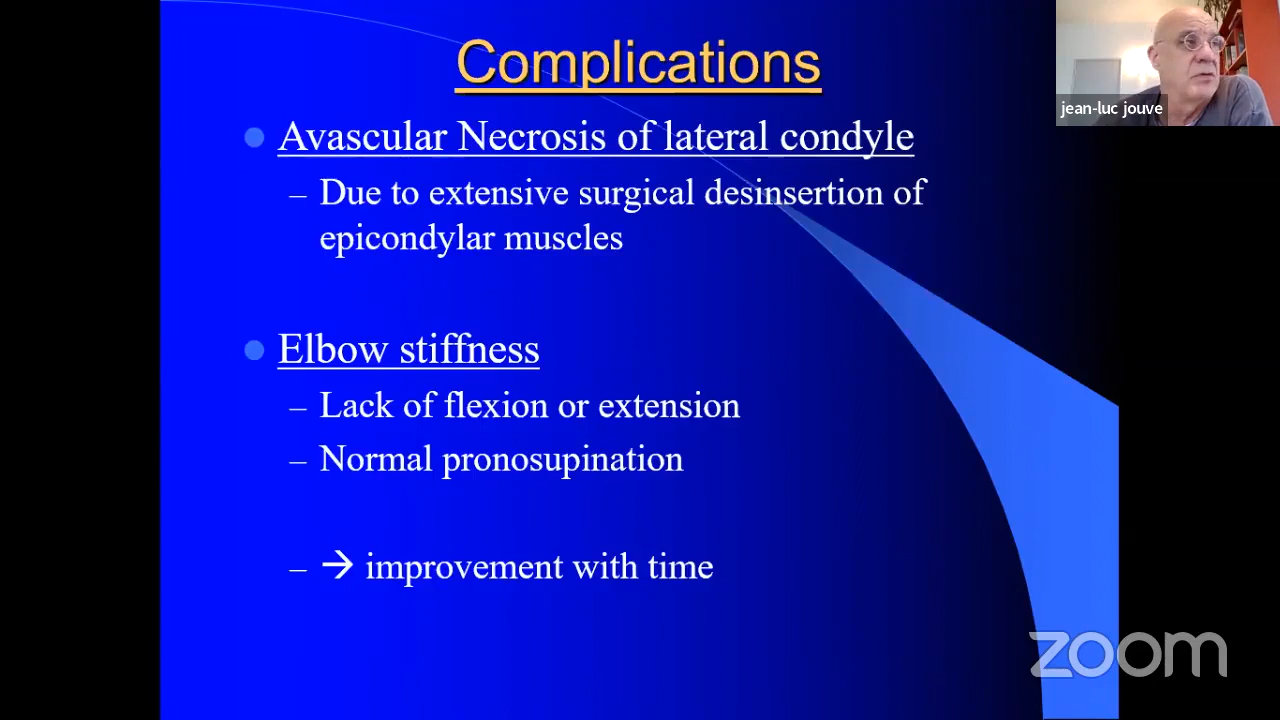 Complications
jean-luc jouve
Avascular Necrosis of lateral condyle
– Due to extensive surgical desinsertion of
epicondylar muscles
Elbow stiffness
– Lack of flexion or extension
– Normal pronosupination
– → improvement with time
zoom